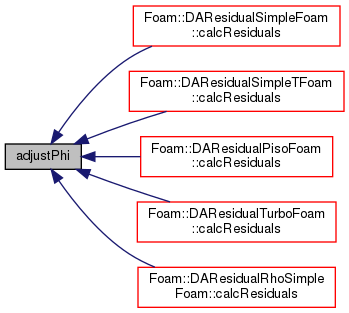 Foam::DAResidualSimpleFoam
::calcResiduals
Foam::DAResidualSimpleTFoam
::calcResiduals
adjustPhi
Foam::DAResidualPisoFoam
::calcResiduals
Foam::DAResidualTurboFoam
::calcResiduals
Foam::DAResidualRhoSimple
Foam::calcResiduals